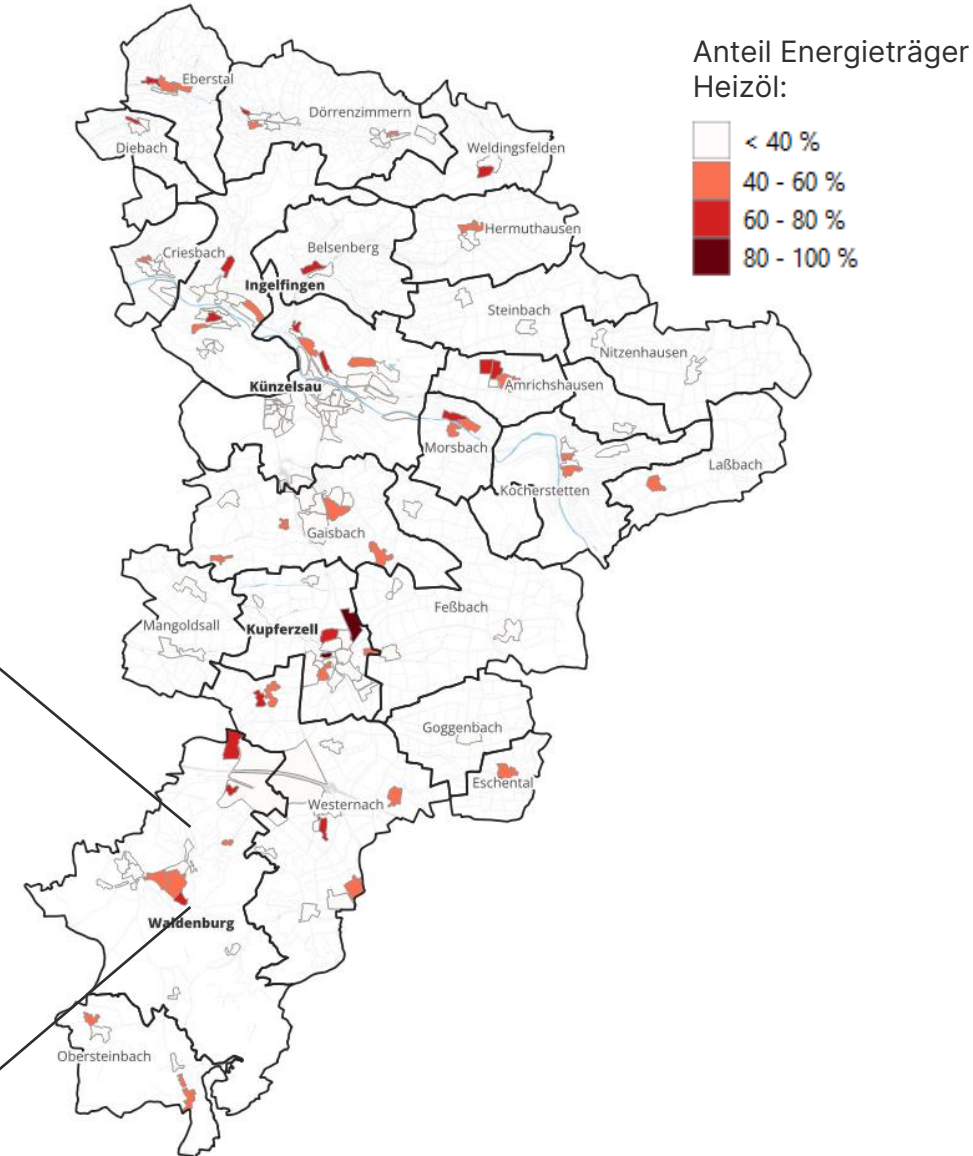 Anteil Energieträger
Heizöl:
< 40 %
40 - 60 %
60 - 80 %
80 - 100 %
Eberstal
Dörrenzimmern
Diebach
Weldingsfelden
Hermuthausen
Criesbach
Belsenberg
Ingelfingen
Steinbach
Nitzenhausen
Künzelsau
Amrichshausen
Morsbach
Laßbach
Kocherstetten
Gaisbach
Feßbach
Mangoldsall
Kupferzell
Goggenbach
Eschental
Westernach
Waldenburg
Obersteinbach